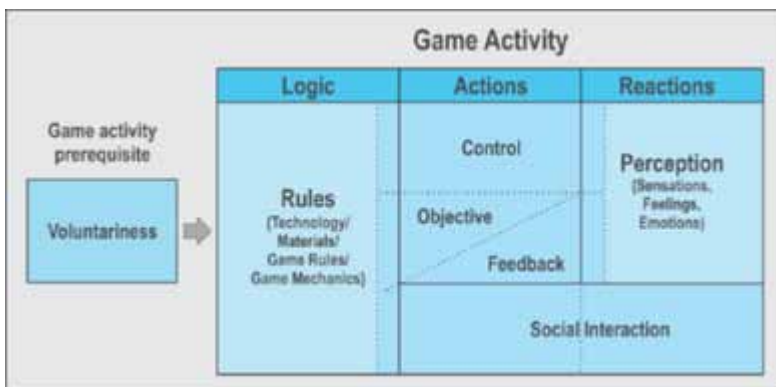 Game Activity
Logic
Actions
Reactions
Game activity
prerequisite
Voluntariness
Rules
(Technology/
Materials/
Game Rules/
Game Mechanics)
Control
Objective
Feedback
Perception
(Sensations,
Feelings,
Emotions)
Social Interaction